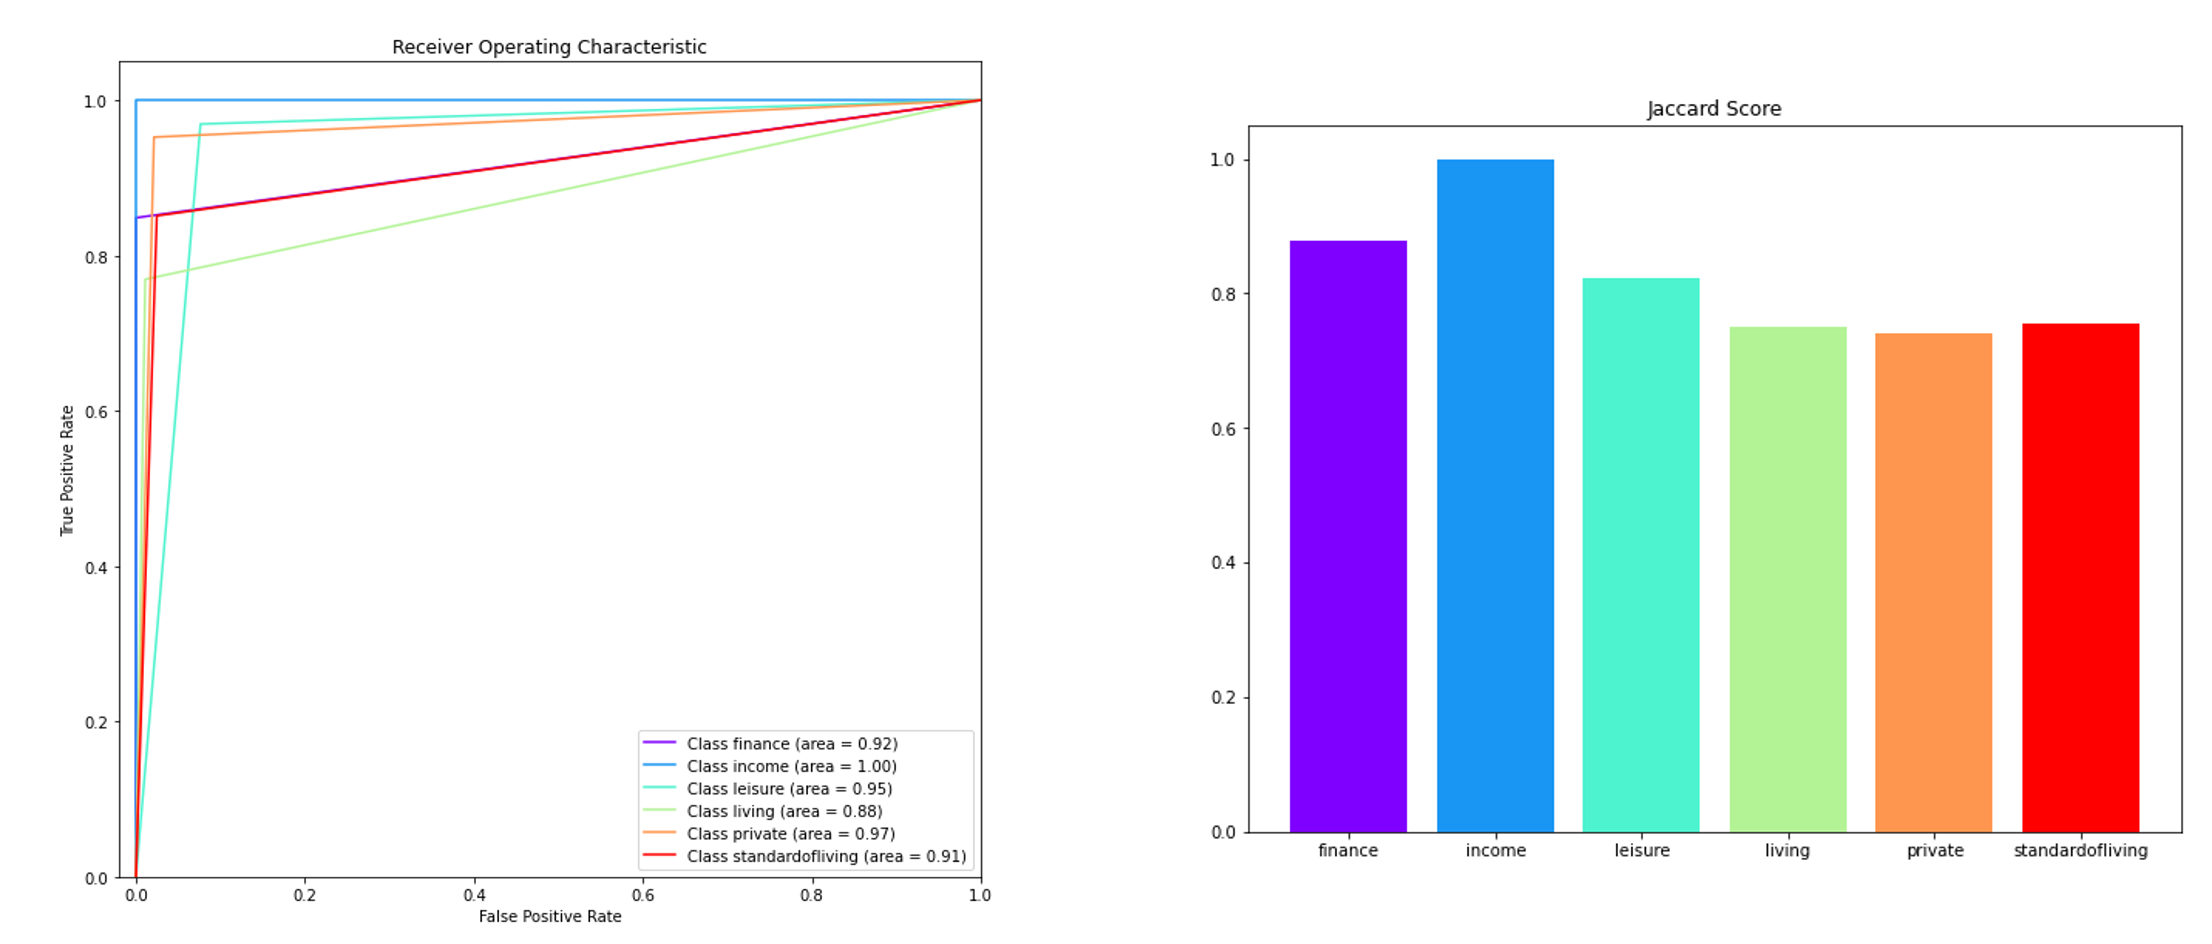 Receiver Operating Characteristic
1.0
0.8
0.6
0.4
0.2
0.0
True Positive Rate
0.0 0.2 0.4 0.6 0.8 1.0
False Positive Rate
Class finance (area = 0.92)
Class income (area = 1.00)
Class leisure (area = 0.95)
Class living (area = 0.88)
Class private (area = 0.97)
Class standardofliving (area = 0.91)
Jaccard Score
1.0
0.8
0.6
0.4
0.2
0.0
finance income leisure living private standardofliving